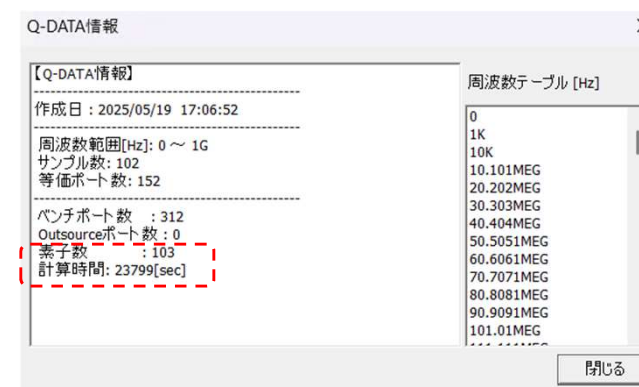 Q-DATA情報
【Q-DATA情報】
作成日：2025/05/19 17:06:52
周波数範囲[Hz]: 0 ～ 1G
サンプル数: 102
等価ポート数: 152
ベンチポート数 : 312
Outsourceポート数 : 0
素子数 : 103
計算時間: 23799[sec]
周波数テーブル [Hz]
0
1K
10K
10.101MEG
20.202MEG
30.303MEG
40.404MEG
50.5051MEG
60.6061MEG
70.7071MEG
80.8081MEG
90.9091MEG
101.01MEG
閉じる